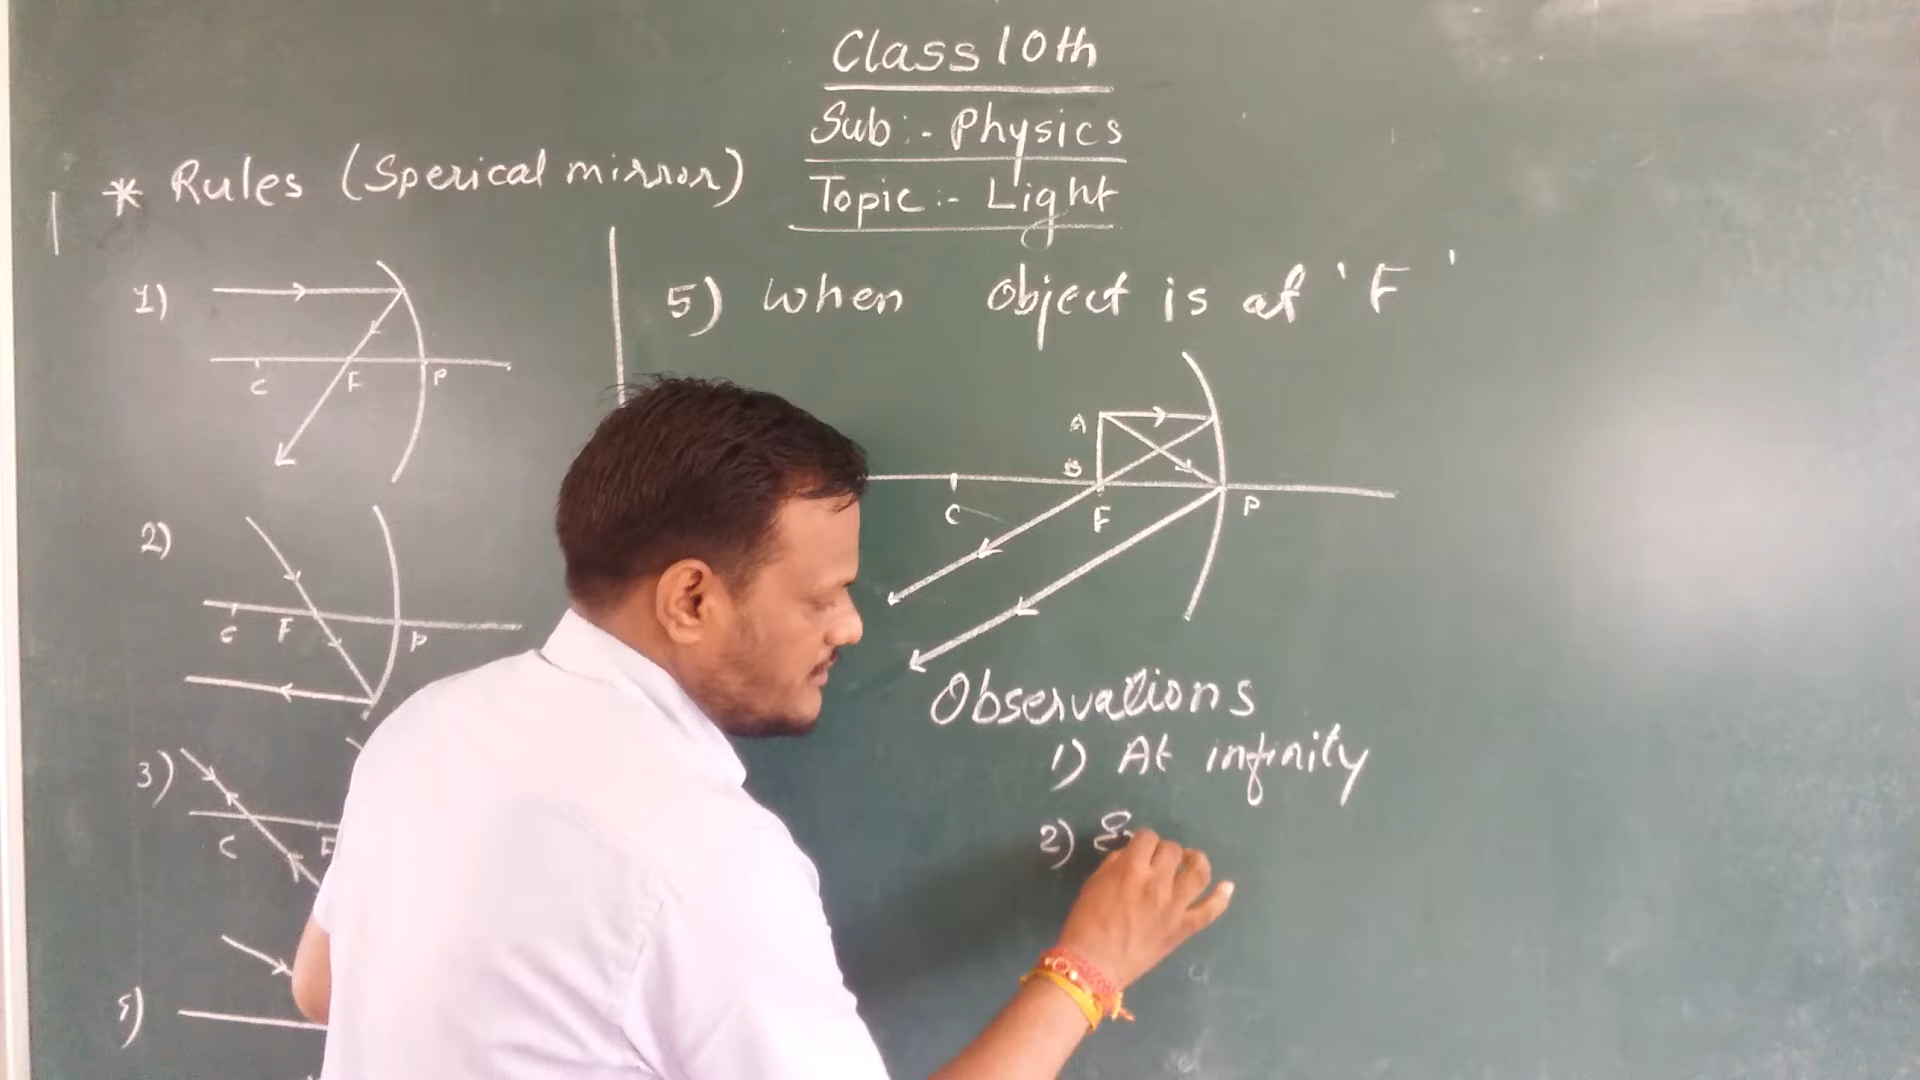 Class 10th
Sub:- Physics
Topic:- Light
* Rules (Sperical mirror)
1)
C F P
2)
C F P
3)
C F
5) When object is at 'F'
A
B
C F P
Observations
1) At infinity
2)